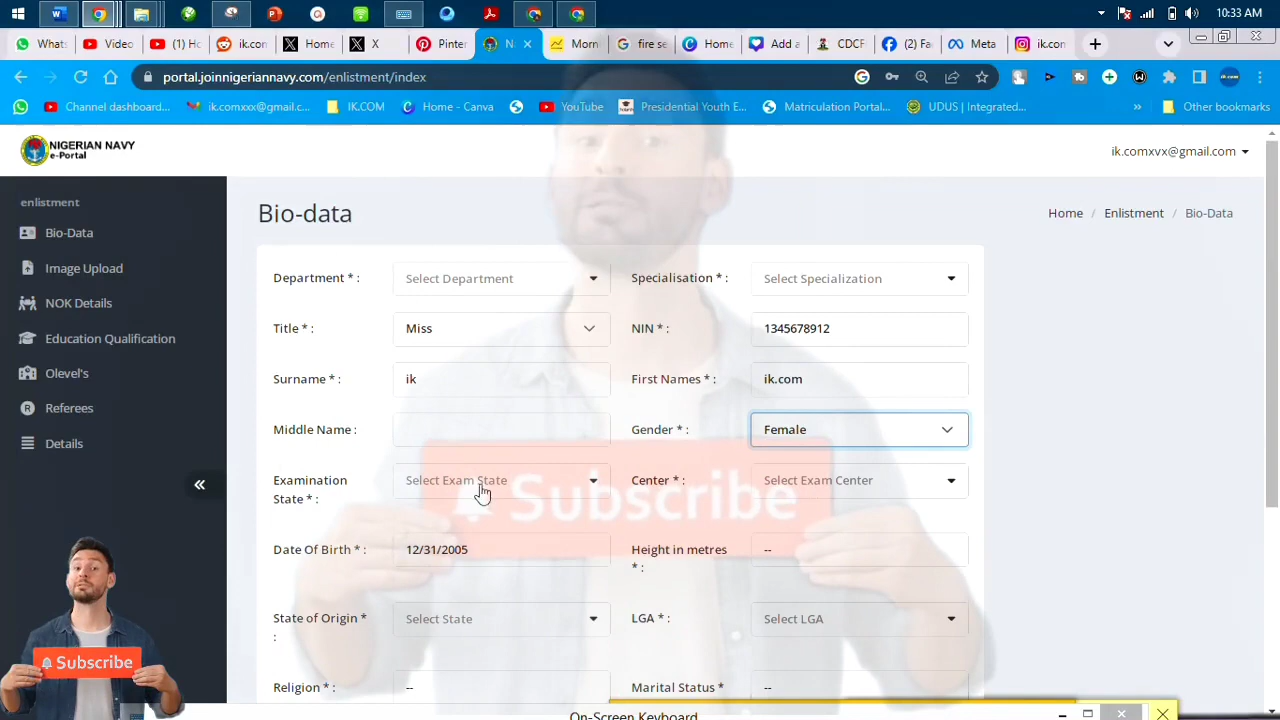 10:33 AM
Whats
Video
(1) H
ik.con
Home
X
Pinter
N
Morn
fire se
Home
Add a
CDCF
(2) Fa
Meta
ik.con
portal.joinnigeriannavy.com/enlistment/index
Channel dashboard...
ik.comxx@gmail.c...
IK.COM
Home - Canva
YouTube
Presidential Youth E...
Matriculation Portal...
UDUS | Integrated...
»
Other bookmarks
NIGERIAN NAVY
e-Portal
ik.comxvx@gmail.com
enlistment
Bio-Data
Image Upload
NOK Details
Education Qualification
Olevel's
Referees
Details
«
Bio-data
Home / Enlistment / Bio-Data
Department * : Select Department Specialisation * : Select Specialization
Title * : Miss NIN * : 1345678912
Surname * : ik First Names * : ik.com
Middle Name : Gender * : Female
Examination State * : Select Exam State Center * : Select Exam Center
Date Of Birth * : 12/31/2005 Height in metres * : --
State of Origin * : Select State LGA * : Select LGA
Religion * : -- Marital Status * --
Subscribe
Subscribe
On-Screen Keyboard